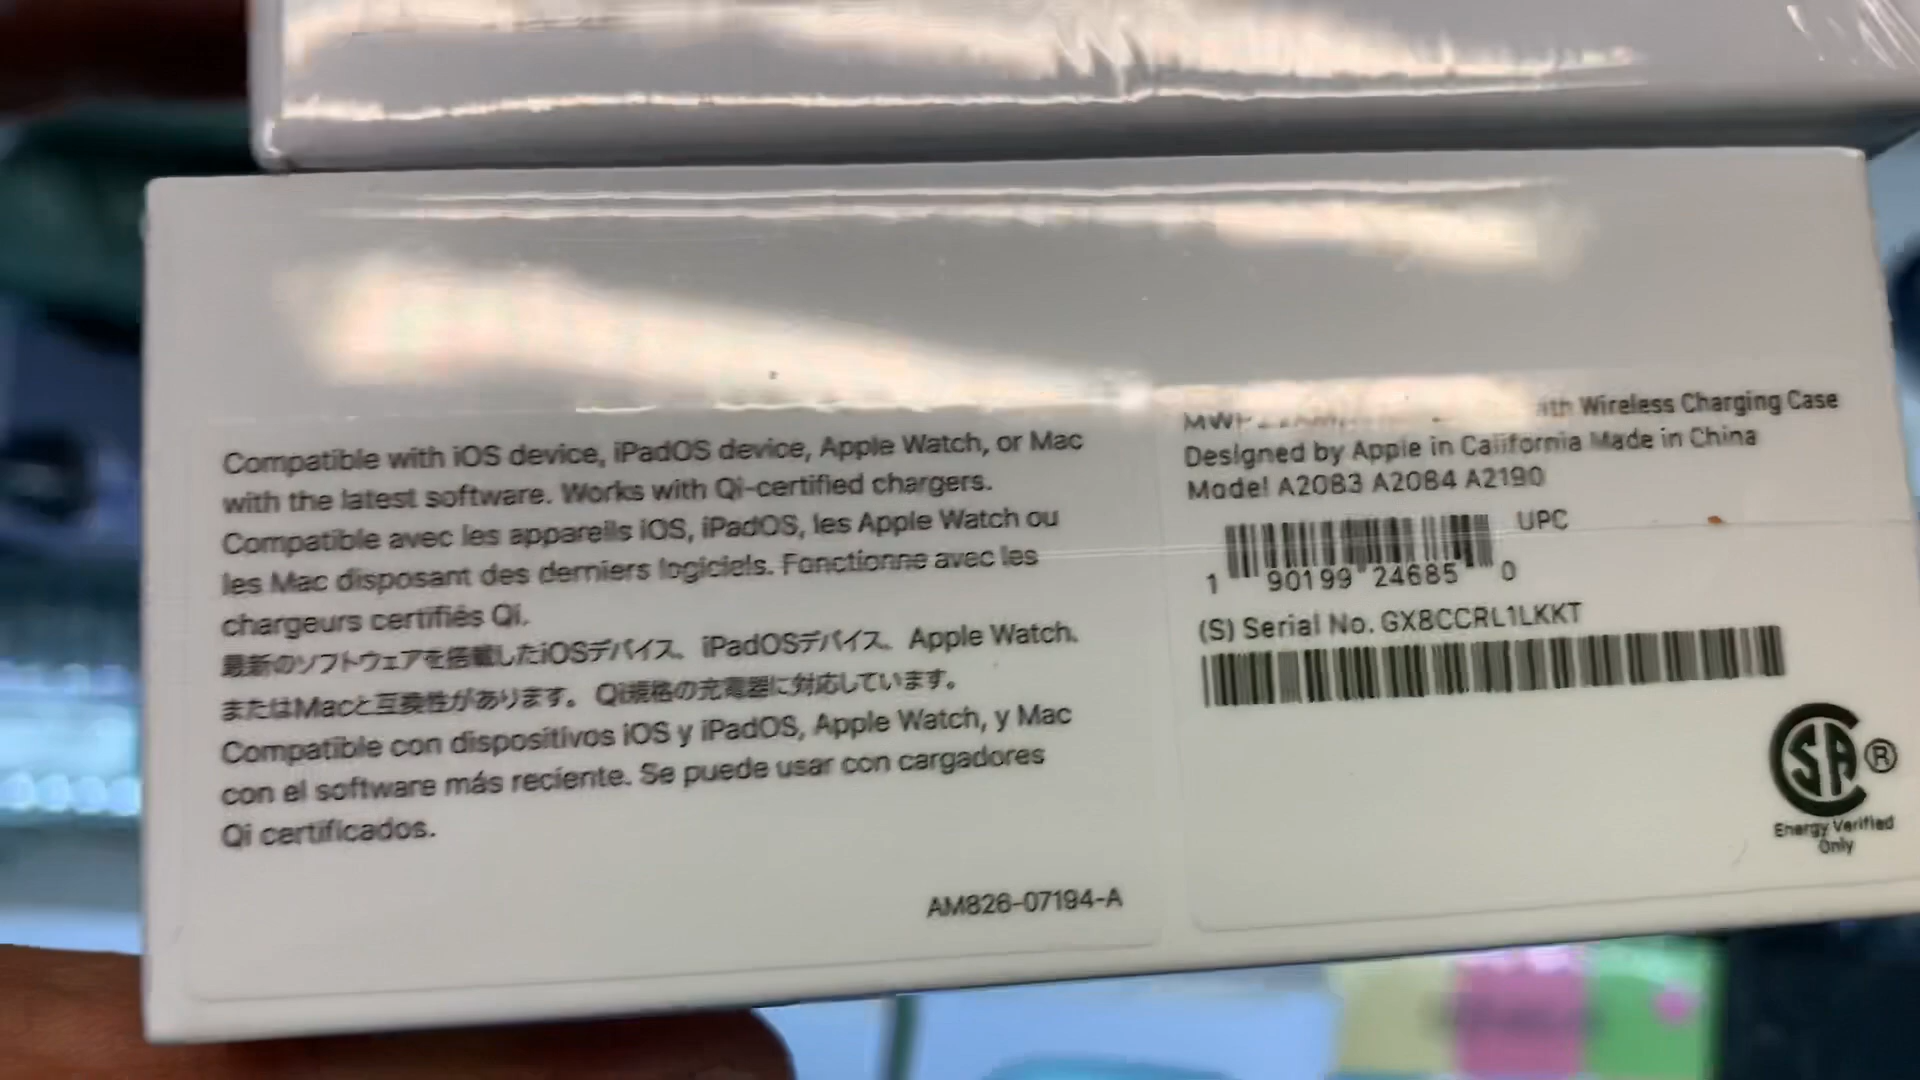 Compatible with iOS device, iPadOS device, Apple Watch, or Mac
with the latest software. Works with Qi-certified chargers.
Compatible avec les appareils iOS, iPadOS, les Apple Watch ou
les Mac disposant des derniers logiciels. Fonctionne avec les
chargeurs certifiés Qi.
最新のソフトウェアを搭載したiOSデバイス、iPadOSデバイス、Apple Watch、
またはMacと互換性があります。Qi規格の充電器に対応しています。
Compatible con dispositivos iOS y iPadOS, Apple Watch, y Mac
con el software más reciente. Se puede usar con cargadores
Qi certificados.
AM826-07194-A
Wireless Charging Case
Designed by Apple in California Made in China
Model A2083 A2084 A2190
UPC
1 90199 24685 0
(S) Serial No. GX8CCRL1LKKT
SA ®
Energy Verified
Only